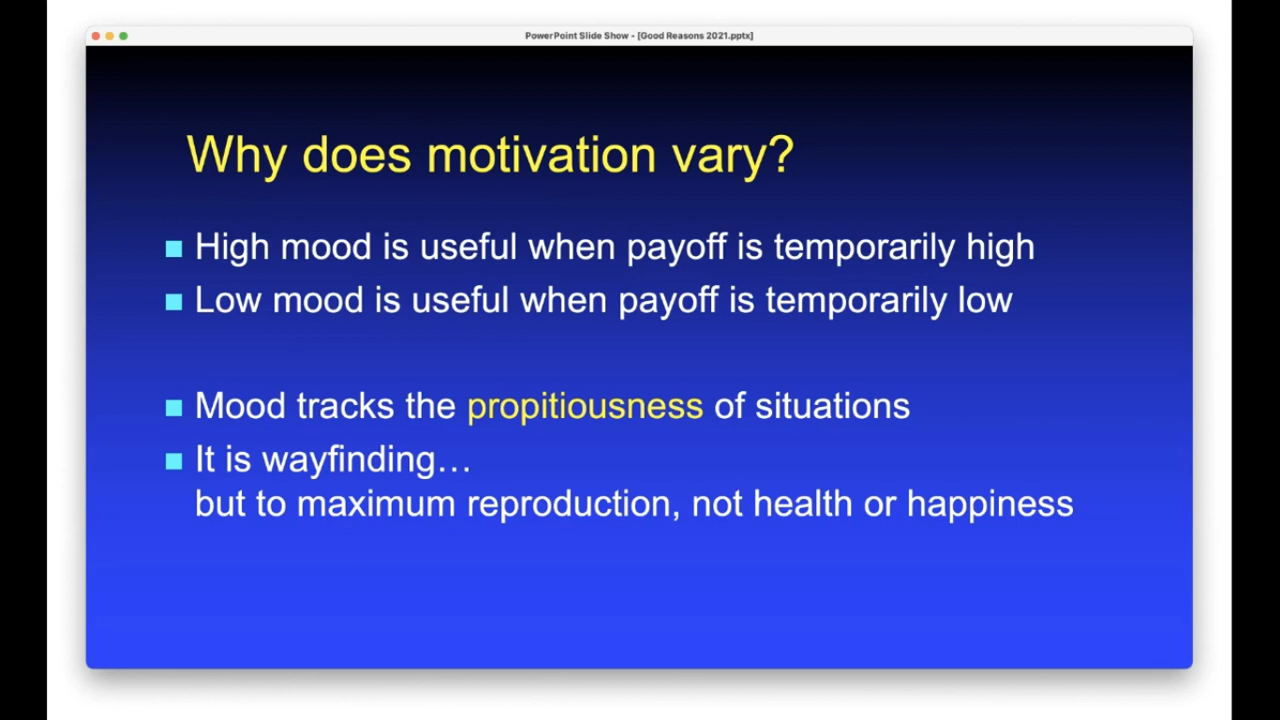 PowerPoint Slide Show - [Good Reasons 2021.pptx]
Why does motivation vary?
High mood is useful when payoff is temporarily high
Low mood is useful when payoff is temporarily low
Mood tracks the propitiousness of situations
It is wayfinding…
but to maximum reproduction, not health or happiness